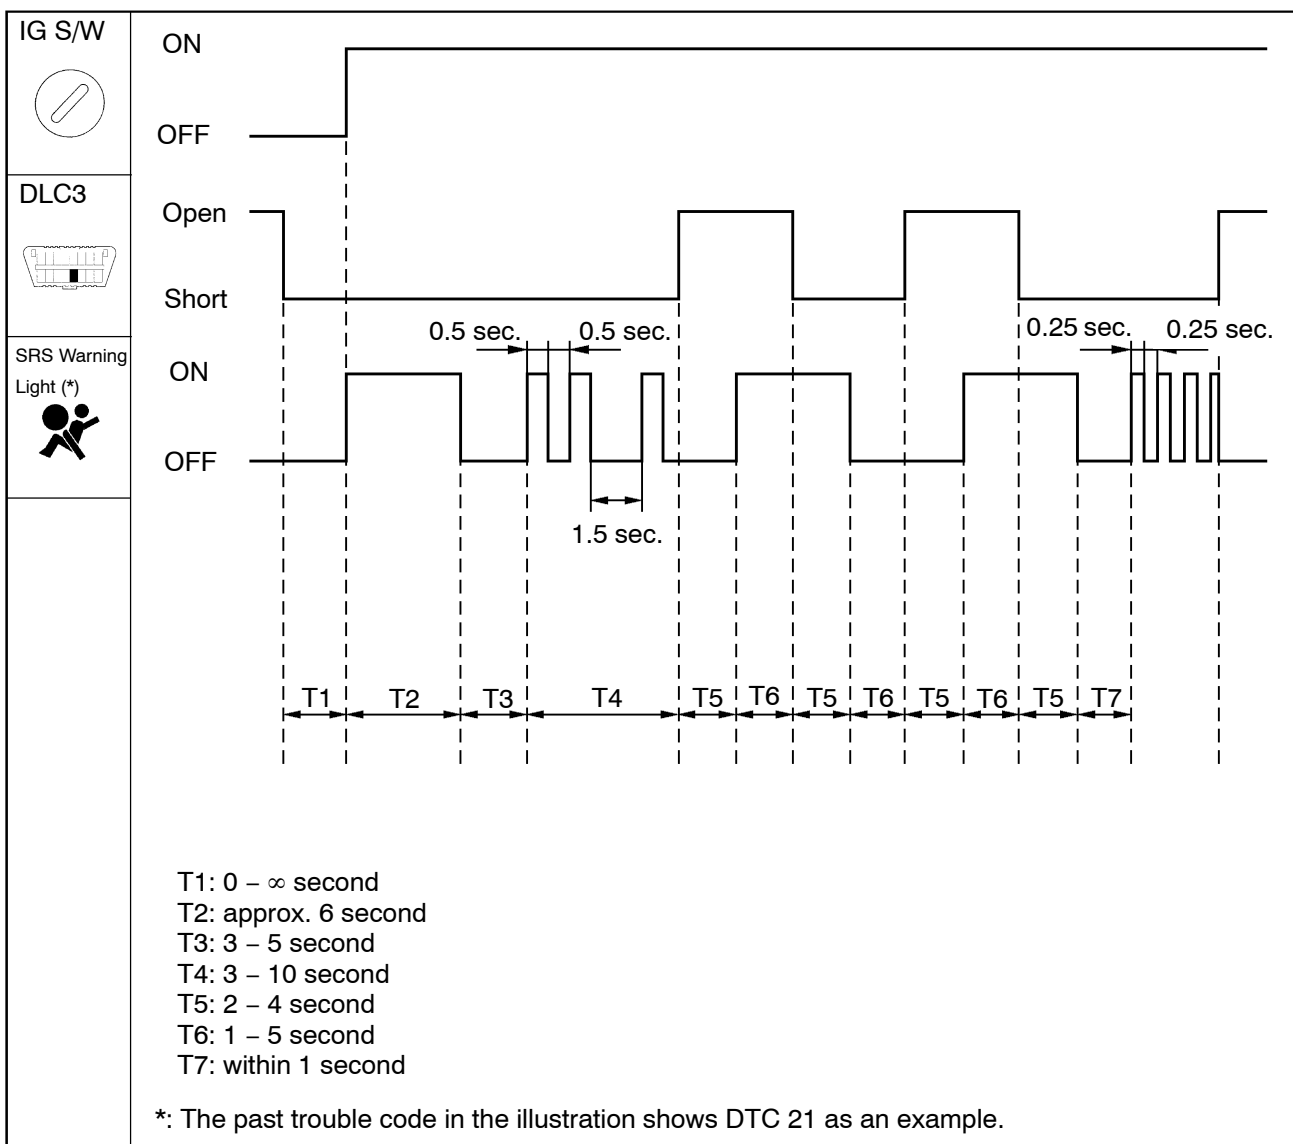 IG S/W
ON
OFF
DLC3
Open
Short
0.5 sec. 0.5 sec. 0.25 sec. 0.25 sec.
SRS Warning
Light (*)
ON
OFF
1.5 sec.
T1 T2 T3 T4 T5 T6 T5 T6 T5 T6 T5 T7
T1: 0 – ∞ second
T2: approx. 6 second
T3: 3 – 5 second
T4: 3 – 10 second
T5: 2 – 4 second
T6: 1 – 5 second
T7: within 1 second
*: The past trouble code in the illustration shows DTC 21 as an example.